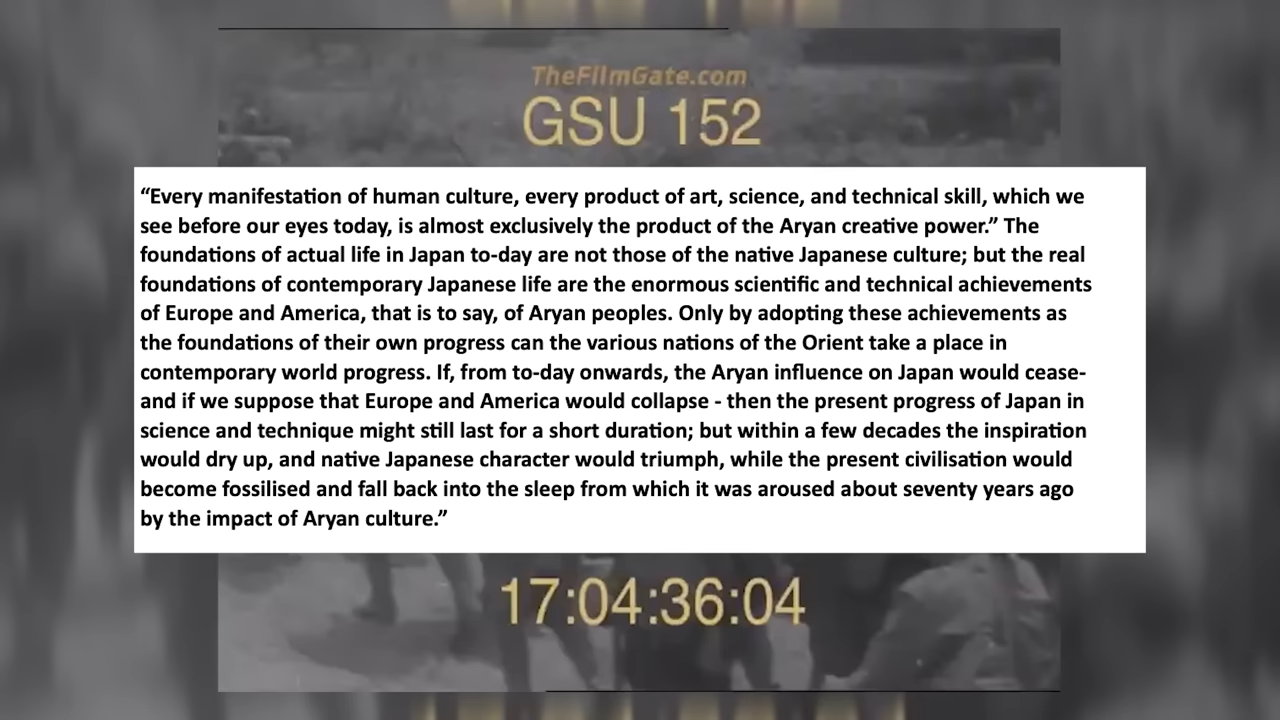 TheFilmGate.com
GSU 152
“Every manifestation of human culture, every product of art, science, and technical skill, which we
see before our eyes today, is almost exclusively the product of the Aryan creative power.” The
foundations of actual life in Japan to-day are not those of the native Japanese culture; but the real
foundations of contemporary Japanese life are the enormous scientific and technical achievements
of Europe and America, that is to say, of Aryan peoples. Only by adopting these achievements as
the foundations of their own progress can the various nations of the Orient take a place in
contemporary world progress. If, from to-day onwards, the Aryan influence on Japan would cease-
and if we suppose that Europe and America would collapse - then the present progress of Japan in
science and technique might still last for a short duration; but within a few decades the inspiration
would dry up, and native Japanese character would triumph, while the present civilisation would
become fossilised and fall back into the sleep from which it was aroused about seventy years ago
by the impact of Aryan culture.”
17:04:36:04